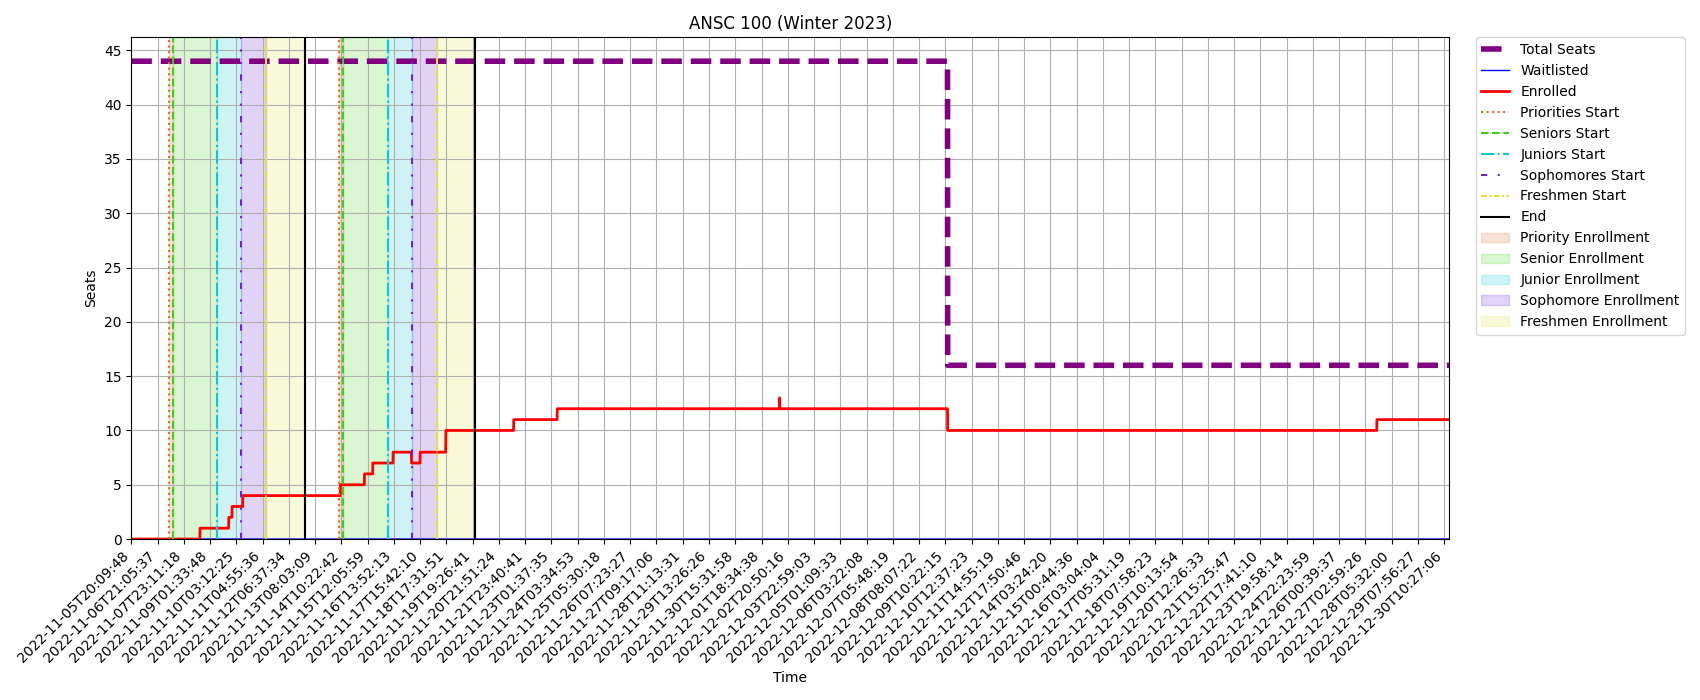 ANSC 100 (Winter 2023)
Seats
45
40
35
30
25
20
15
10
5
0
2022-11-05T20:09:48
2022-11-06T21:05:37
2022-11-07T23:11:18
2022-11-09T01:33:48
2022-11-10T03:12:25
2022-11-11T04:55:36
2022-11-12T06:37:34
2022-11-13T08:03:09
2022-11-14T10:22:42
2022-11-15T12:05:59
2022-11-16T13:52:13
2022-11-17T15:42:10
2022-11-18T17:31:51
2022-11-19T19:26:41
2022-11-20T21:51:24
2022-11-21T23:40:41
2022-11-23T01:37:35
2022-11-24T03:34:53
2022-11-25T05:30:18
2022-11-26T07:23:27
2022-11-27T09:17:06
2022-11-28T11:13:31
2022-11-29T13:26:26
2022-11-30T15:31:58
2022-12-01T18:34:38
2022-12-02T20:50:16
2022-12-03T22:59:03
2022-12-05T01:09:33
2022-12-06T03:22:08
2022-12-07T05:48:19
2022-12-08T08:07:22
2022-12-09T10:22:15
2022-12-10T12:37:23
2022-12-11T14:55:19
2022-12-12T17:50:46
2022-12-14T03:24:20
2022-12-15T00:44:36
2022-12-16T03:04:04
2022-12-17T05:31:19
2022-12-18T07:58:23
2022-12-19T10:13:54
2022-12-20T12:26:33
2022-12-21T15:25:47
2022-12-22T17:41:10
2022-12-23T19:58:14
2022-12-24T22:23:59
2022-12-26T00:39:37
2022-12-27T02:59:26
2022-12-28T05:32:00
2022-12-29T07:56:27
2022-12-30T10:27:06
Time
Total Seats
Waitlisted
Enrolled
Priorities Start
Seniors Start
Juniors Start
Sophomores Start
Freshmen Start
End
Priority Enrollment
Senior Enrollment
Junior Enrollment
Sophomore Enrollment
Freshmen Enrollment